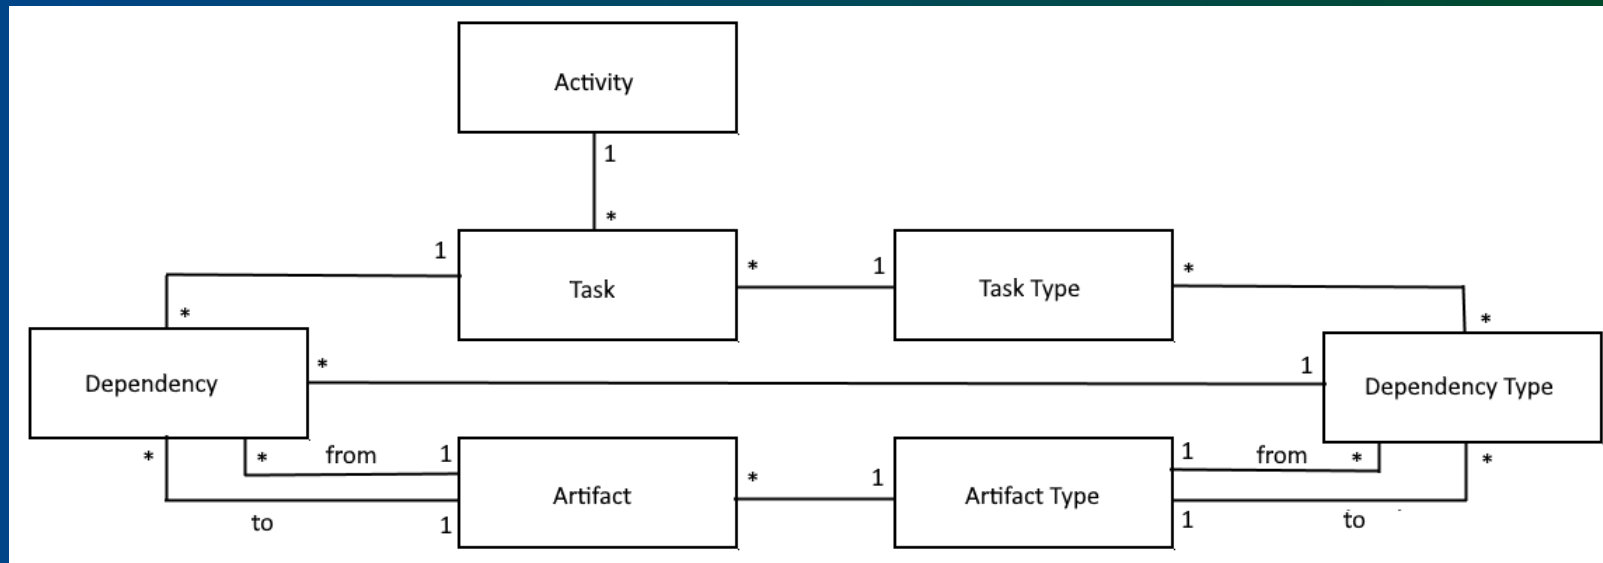 Activity
1
*
1
Task
*
1
Task Type
*
*
*
Dependency
*
1
Dependency Type
*
*
from
1
Artifact
*
1
Artifact Type
1
from
*
*
to
1
1
to